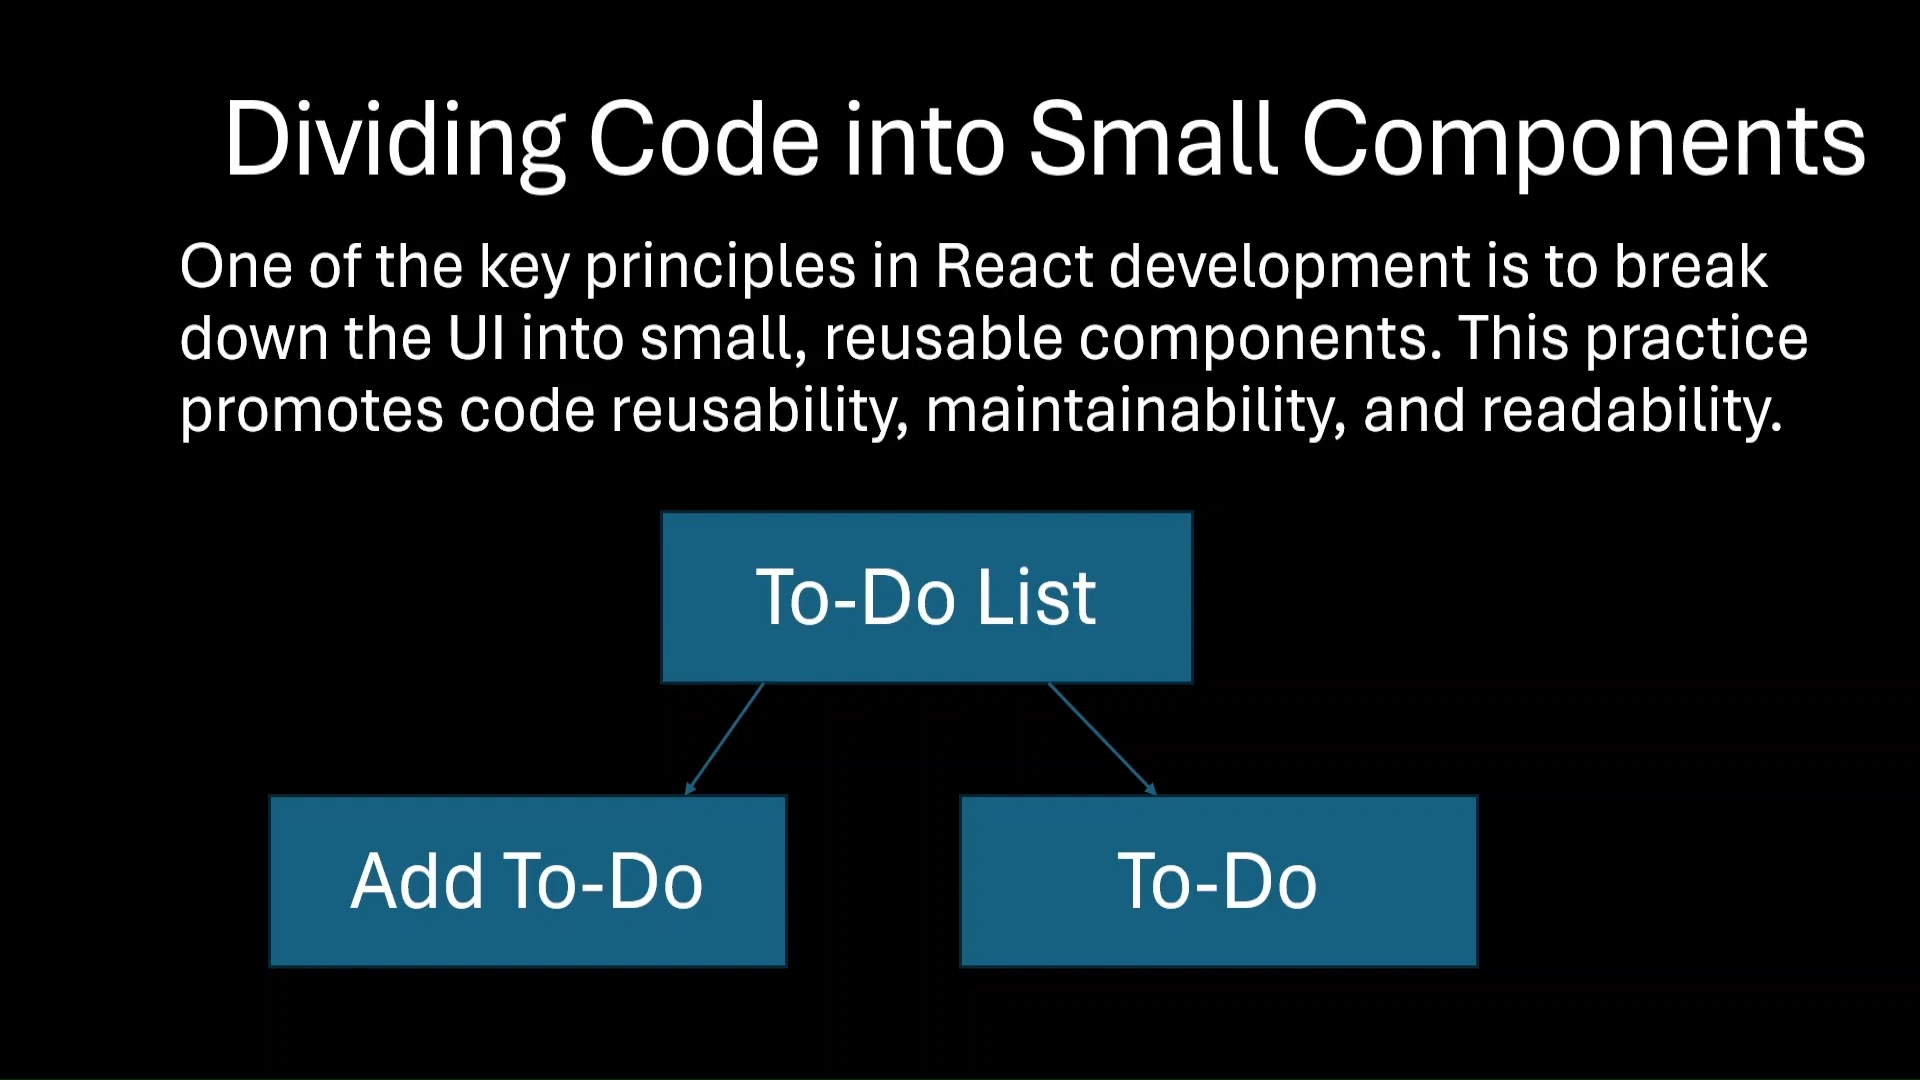 Dividing Code into Small Components
One of the key principles in React development is to break
down the UI into small, reusable components. This practice
promotes code reusability, maintainability, and readability.
To-Do List
Add To-Do
To-Do